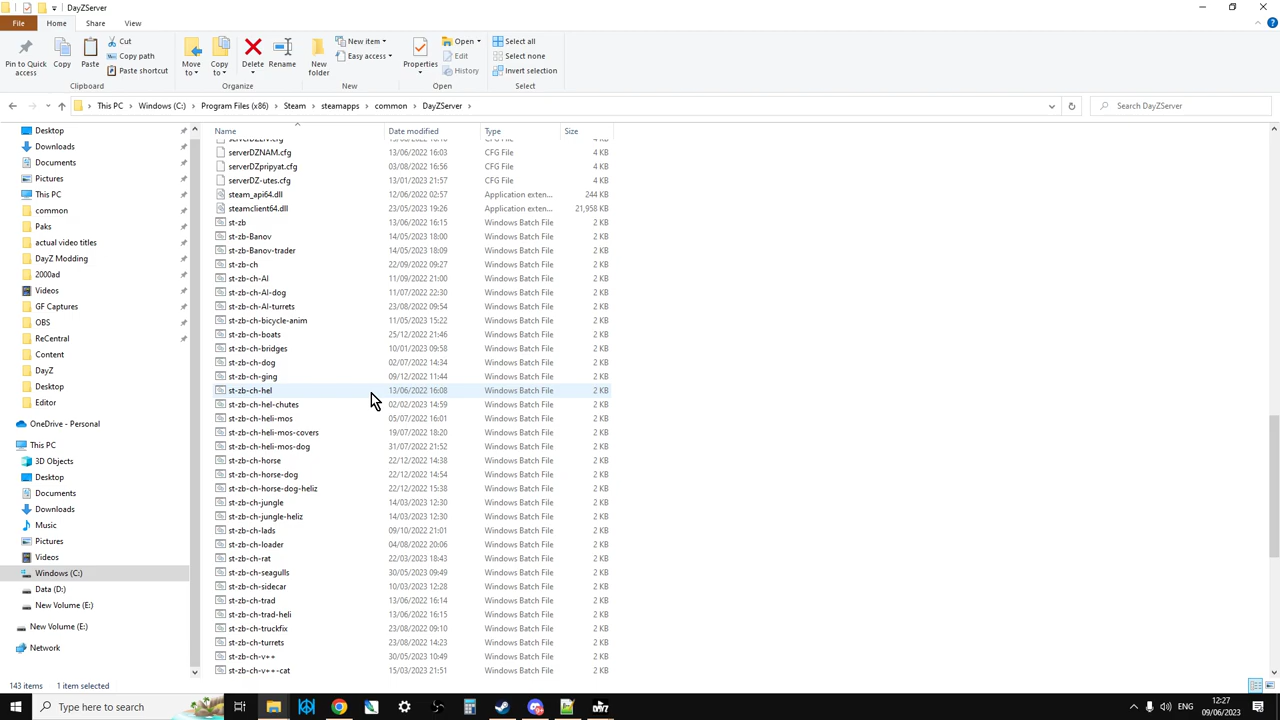 DayZServer
File Home Share View
Pin to Quick access
Copy
Paste
Cut
Copy path
Paste shortcut
Clipboard
Move to
Copy to
Delete
Rename
Organize
New folder
New item
Easy access
New
Properties
Open
Edit
History
Open
Select all
Select none
Invert selection
Select
This PC > Windows (C:) > Program Files (x86) > Steam > steamapps > common > DayZServer >
Search DayZServer
Desktop
Downloads
Documents
Pictures
This PC
common
Paks
actual video titles
DayZ Modding
2000ad
Videos
GF Captures
OBS
ReCentral
Content
DayZ
Desktop
Editor
OneDrive - Personal
This PC
3D Objects
Desktop
Documents
Downloads
Music
Pictures
Videos
Windows (C:)
Data (D:)
New Volume (E:)
New Volume (E:)
Network
Name Date modified Type Size
CFG File 4 KB
serverDZNAM.cfg 13/06/2022 16:03 CFG File 4 KB
serverDZpripyat.cfg 03/08/2022 16:56 CFG File 4 KB
serverDZ-utes.cfg 13/01/2023 21:57 CFG File 4 KB
steam_api64.dll 12/06/2022 02:57 Application exten... 244 KB
steamclient64.dll 23/05/2023 19:26 Application exten... 21,958 KB
st-zb 13/06/2022 16:15 Windows Batch File 2 KB
st-zb-Banov 14/05/2023 18:00 Windows Batch File 2 KB
st-zb-Banov-trader 14/05/2023 18:09 Windows Batch File 2 KB
st-zb-ch 22/09/2022 09:27 Windows Batch File 2 KB
st-zb-ch-AI 11/09/2022 21:00 Windows Batch File 2 KB
st-zb-ch-AI-dog 11/07/2022 22:30 Windows Batch File 2 KB
st-zb-ch-AI-turrets 23/08/2022 09:54 Windows Batch File 2 KB
st-zb-ch-bicycle-anim 11/05/2023 15:22 Windows Batch File 2 KB
st-zb-ch-boats 25/12/2022 21:46 Windows Batch File 2 KB
st-zb-ch-bridges 10/01/2023 09:58 Windows Batch File 2 KB
st-zb-ch-dog 02/07/2022 14:34 Windows Batch File 2 KB
st-zb-ch-ging 09/12/2022 11:44 Windows Batch File 2 KB
st-zb-ch-hel 13/06/2022 16:08 Windows Batch File 2 KB
st-zb-ch-hel-chutes 02/02/2023 14:59 Windows Batch File 2 KB
st-zb-ch-heli-mos 05/07/2022 16:01 Windows Batch File 2 KB
st-zb-ch-heli-mos-covers 19/07/2022 18:20 Windows Batch File 2 KB
st-zb-ch-heli-mos-dog 31/07/2022 21:52 Windows Batch File 2 KB
st-zb-ch-horse 22/12/2022 14:38 Windows Batch File 2 KB
st-zb-ch-horse-dog 22/12/2022 14:54 Windows Batch File 2 KB
st-zb-ch-horse-dog-heliz 22/12/2022 15:38 Windows Batch File 2 KB
st-zb-ch-jungle 14/03/2023 12:30 Windows Batch File 2 KB
st-zb-ch-jungle-heliz 14/03/2023 12:30 Windows Batch File 2 KB
st-zb-ch-lads 09/10/2022 21:01 Windows Batch File 2 KB
st-zb-ch-loader 04/08/2022 20:06 Windows Batch File 2 KB
st-zb-ch-rat 22/03/2023 18:43 Windows Batch File 2 KB
st-zb-ch-seagulls 30/05/2023 09:49 Windows Batch File 2 KB
st-zb-ch-sidecar 10/03/2023 12:28 Windows Batch File 2 KB
st-zb-ch-trad 13/06/2022 16:14 Windows Batch File 2 KB
st-zb-ch-trad-heli 13/06/2022 16:15 Windows Batch File 2 KB
st-zb-ch-truckfix 23/08/2022 09:10 Windows Batch File 2 KB
st-zb-ch-turrets 23/08/2022 14:23 Windows Batch File 2 KB
st-zb-ch-v++ 30/05/2023 10:49 Windows Batch File 2 KB
st-zb-ch-v++-cat 15/03/2023 21:51 Windows Batch File 2 KB
143 items 1 item selected
Type here to search
ENG
12:27
09/06/2023